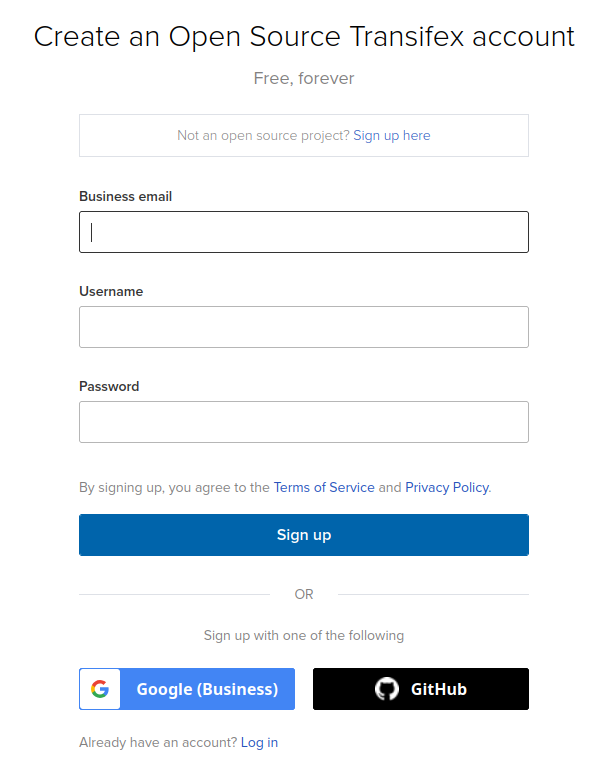 Create an Open Source Transifex account
Free, forever
Not an open source project? Sign up here
Business email
Username
Password
By signing up, you agree to the Terms of Service and Privacy Policy.
Sign up
OR
Sign up with one of the following
Google (Business)
GitHub
Already have an account? Log in